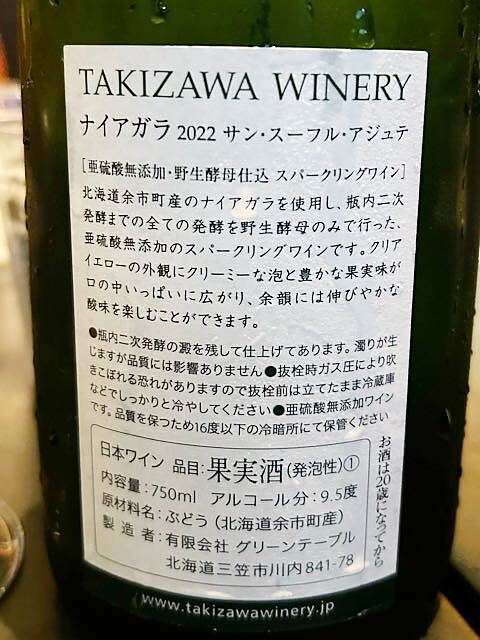 TAKIZAWA WINERY
ナイアガラ 2022 サン・スーフル・アジュテ
[亜硫酸無添加・野生酵母仕込 スパークリングワイン]
北海道余市町産のナイアガラを使用し、瓶内二次
発酵までの全ての発酵を野生酵母のみで行った、
亜硫酸無添加のスパークリングワインです。クリア
イエローの外観にクリーミーな泡と豊かな果実味が
口の中いっぱいに広がり、余韻には伸びやかな
酸味を楽しむことができます。
●瓶内二次発酵の澱を残して仕上げてあります。濁りが生
じますが品質には影響ありません●抜栓時ガス圧により吹
きこぼれる恐れがありますので抜栓前は立てたまま冷蔵庫
などでしっかりと冷やしてください●亜硫酸無添加ワイン
です。品質を保つため16度以下の冷暗所にて保管ください
日本ワイン 品目:果実酒(発泡性)①
内容量:750ml アルコール分:9.5度
原材料名:ぶどう(北海道余市町産)
製造者:有限会社 グリーンテーブル
北海道三笠市川内841-78
お酒は20歳になってから
www.takizawawinery.jp